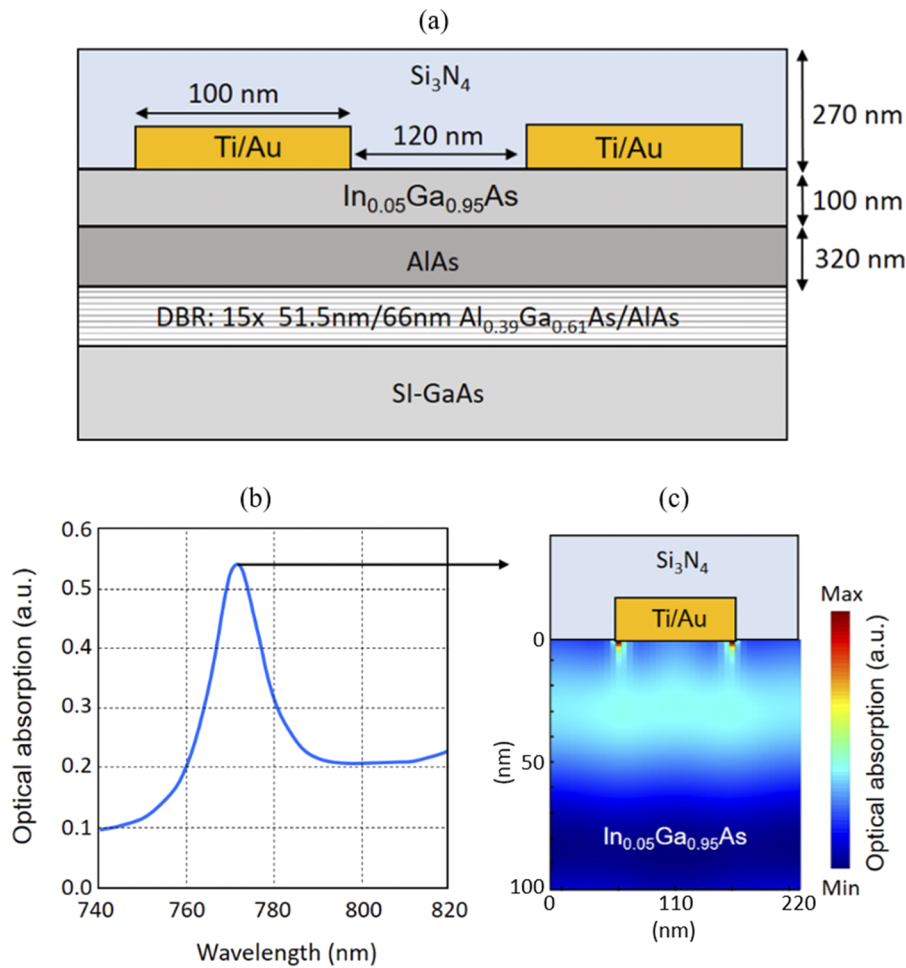 (a)
Si₃N₄
100 nm
120 nm
270 nm
Ti/Au
Ti/Au
In₀.₀₅Ga₀.₉₅As
100 nm
AlAs
320 nm
DBR: 15x 51.5nm/66nm Al₀.₃₉Ga₀.₆₁As/AlAs
SI-GaAs
(b)
Optical absorption (a.u.)
0.6
0.5
0.4
0.3
0.2
0.1
0.0
740
760
780
800
820
Wavelength (nm)
(c)
Si₃N₄
Ti/Au
0
50
(nm)
100
In₀.₀₅Ga₀.₉₅As
0
110
220
(nm)
Max
Optical absorption (a.u.)
Min